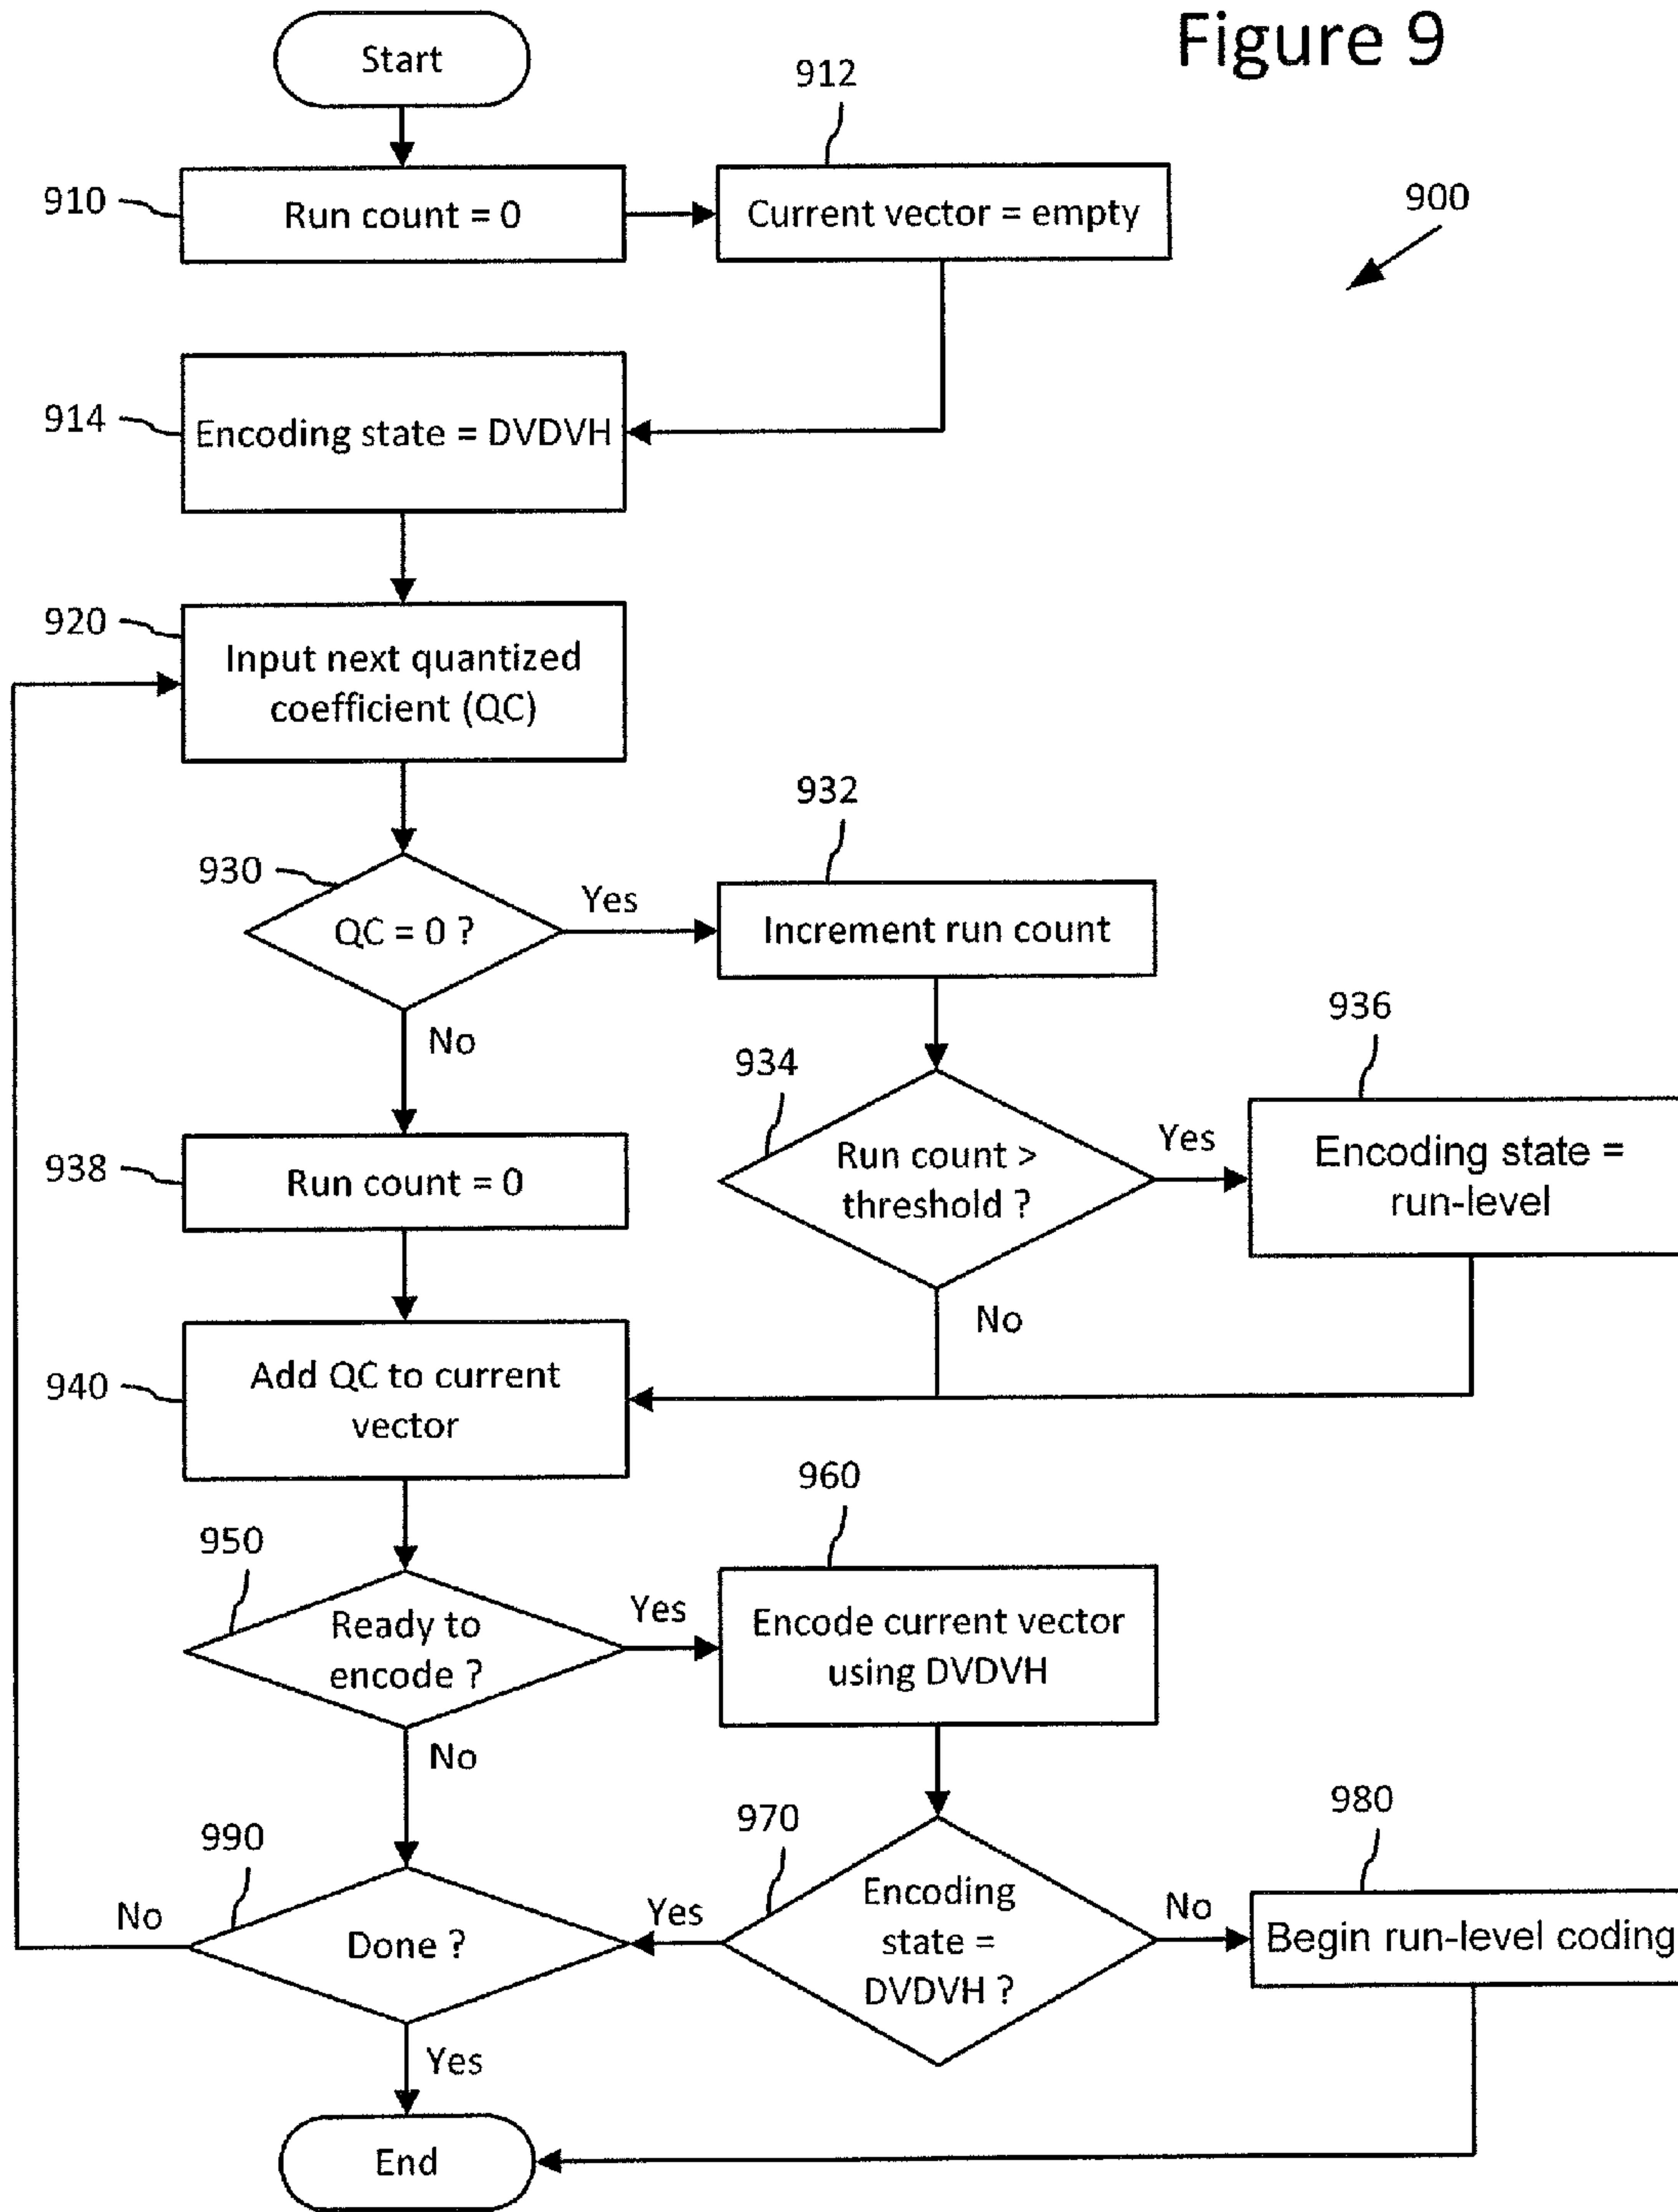 Figure 9
Start
912
910
Run count = 0
Current vector = empty
900
914
Encoding state = DVDVH
920
Input next quantized
coefficient (QC)
932
930
QC = 0 ?
Yes
Increment run count
No
936
934
938
Run count = 0
Run count >
threshold ?
Yes
Encoding state =
run-level
No
940
Add QC to current
vector
960
950
Ready to
encode ?
Yes
Encode current vector
using DVDVH
No
980
970
990
No
Done ?
Yes
Encoding
state =
DVDVH ?
No
Begin run-level coding
Yes
End